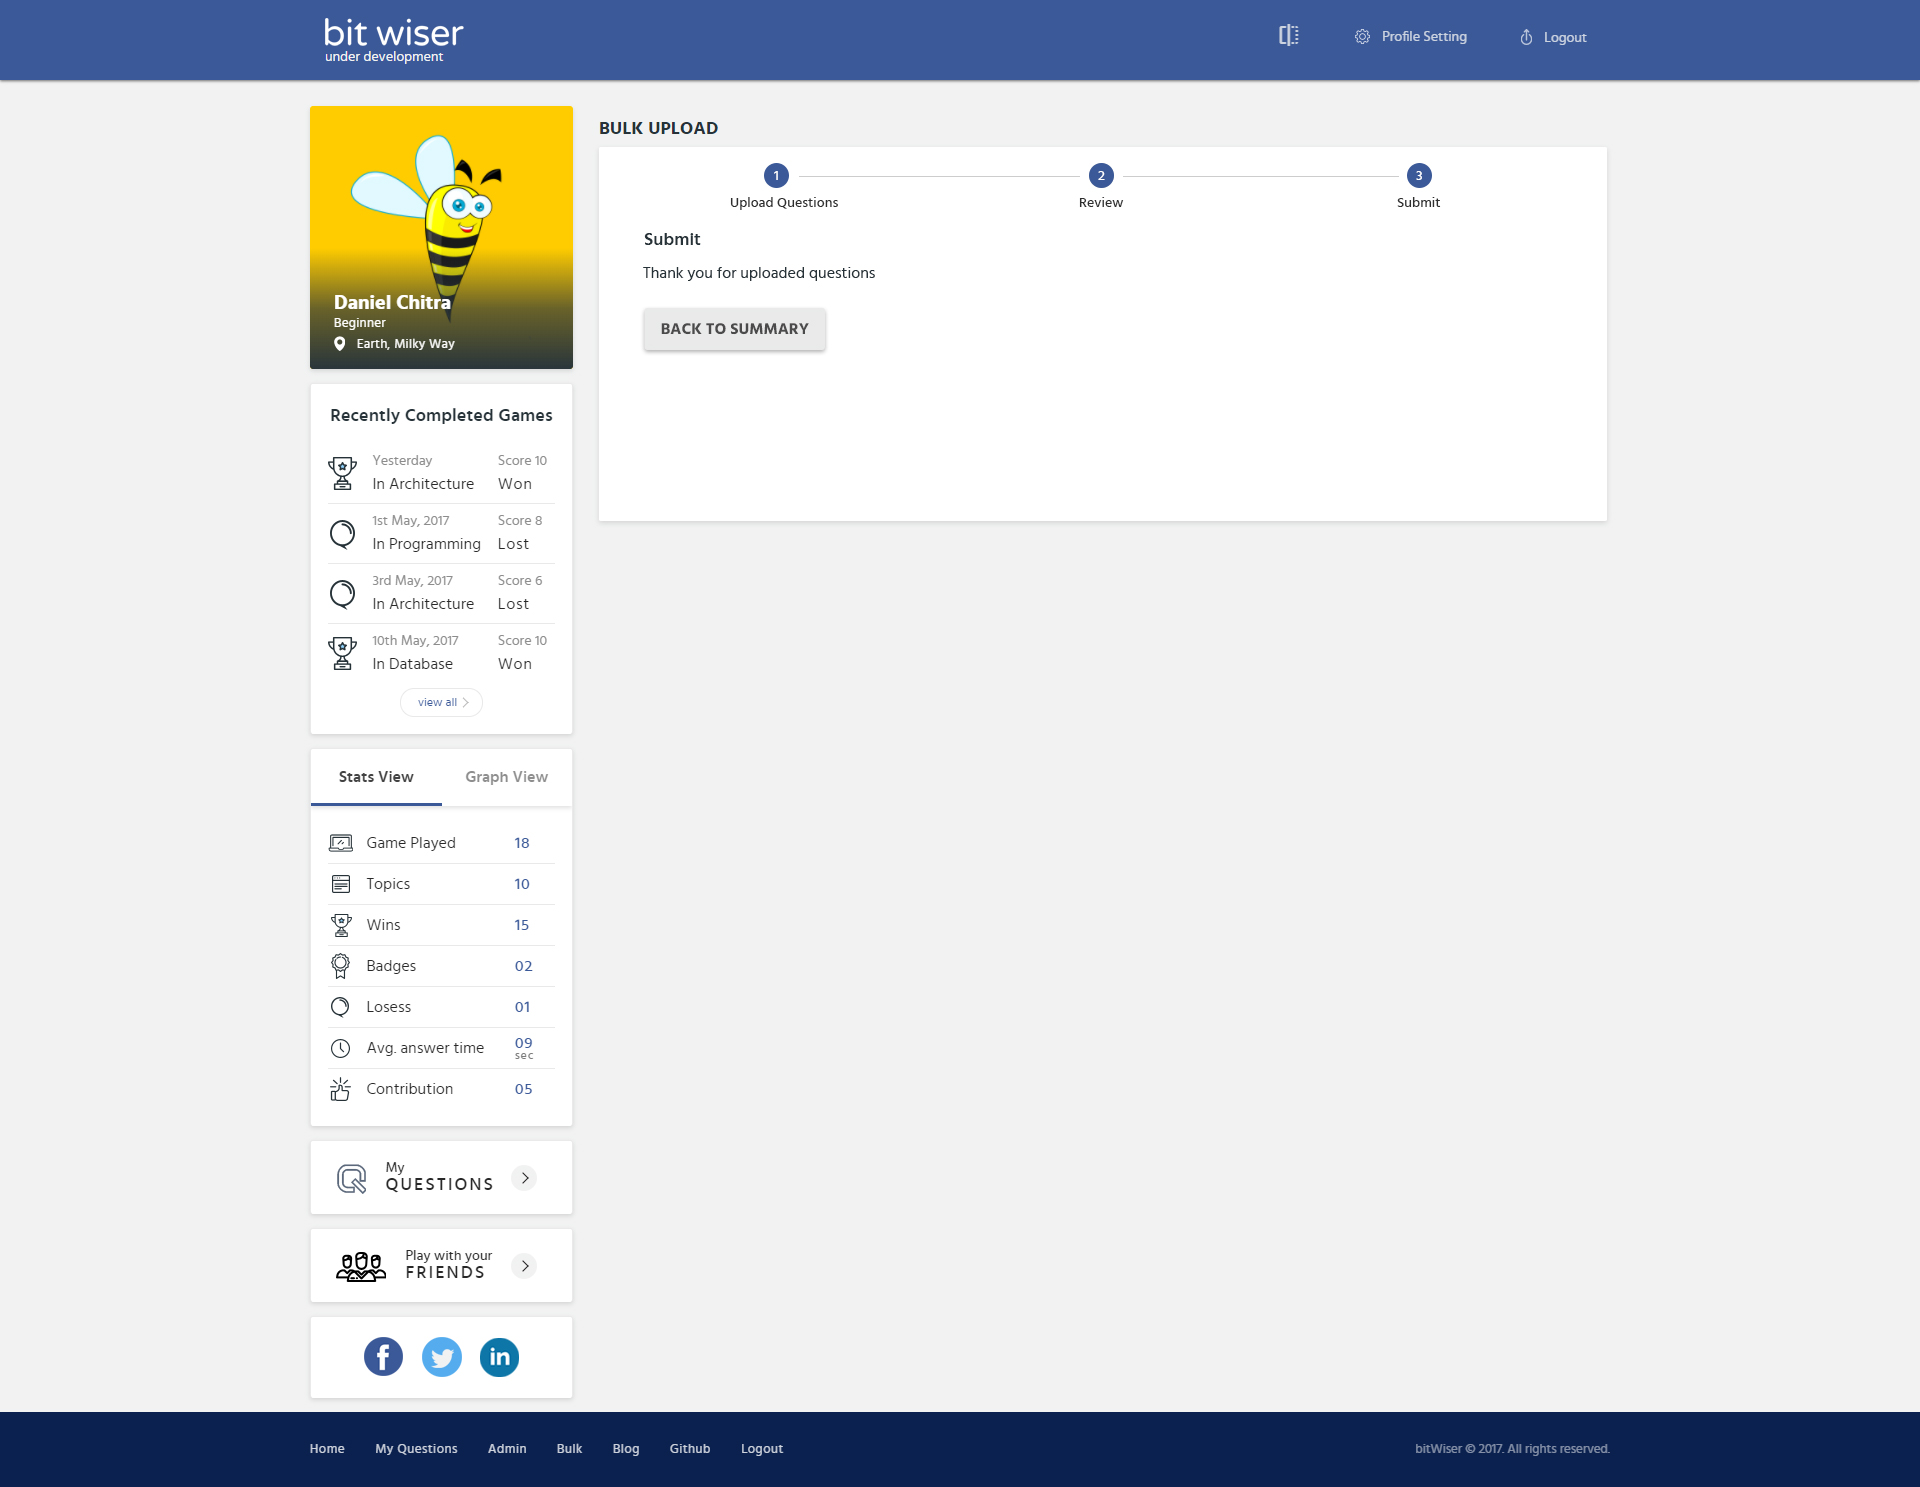 bit wiser
under development
Profile Setting
Logout
Daniel Chitra
Beginner
Earth, Milky Way
BULK UPLOAD
1
2
3
Upload Questions
Review
Submit
Submit
Thank you for uploaded questions
BACK TO SUMMARY
Recently Completed Games
Yesterday Score 10
In Architecture Won
1st May, 2017 Score 8
In Programming Lost
3rd May, 2017 Score 6
In Architecture Lost
10th May, 2017 Score 10
In Database Won
view all
Stats View Graph View
Game Played 18
Topics 10
Wins 15
Badges 02
Losess 01
Avg. answer time 09
sec
Contribution 05
My
QUESTIONS
Play with your
FRIENDS
f
in
Home My Questions Admin Bulk Blog Github Logout
bitWiser © 2017. All rights reserved.